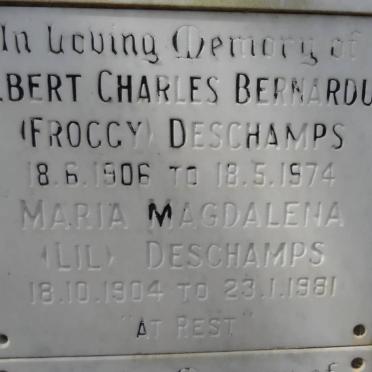 In Loving Memory of
LBERT CHARLES BERNARDU
(FROGGY) DESCHAMPS
18.6.1906 TO 18.5.1974
MARIA MAGDALENA
(LIL) DESCHAMPS
18.10.1904 TO 23.1.1981
"AT REST"